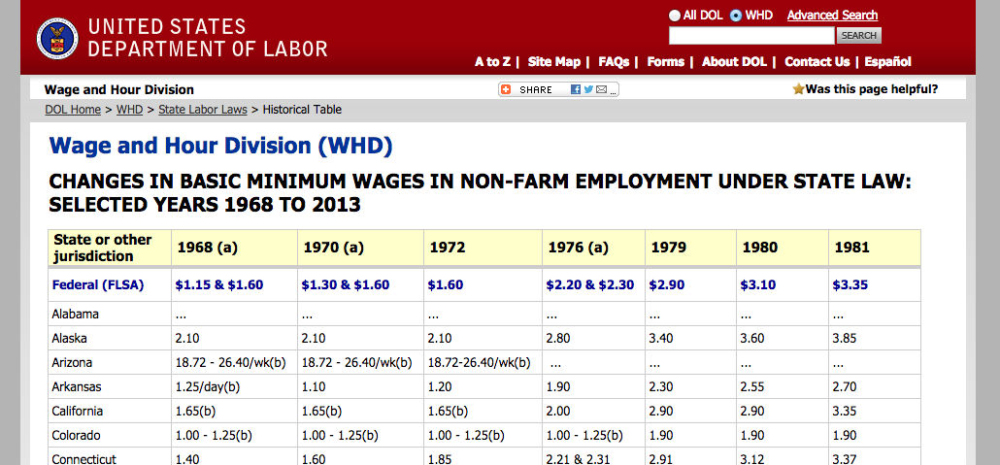 UNITED STATES
DEPARTMENT OF LABOR
All DOL WHD Advanced Search
SEARCH
A to Z | Site Map | FAQs | Forms | About DOL | Contact Us | Español
Wage and Hour Division SHARE ... Was this page helpful?
DOL Home > WHD > State Labor Laws > Historical Table
Wage and Hour Division (WHD)
CHANGES IN BASIC MINIMUM WAGES IN NON-FARM EMPLOYMENT UNDER STATE LAW:
SELECTED YEARS 1968 TO 2013
State or other jurisdiction 1968 (a) 1970 (a) 1972 1976 (a) 1979 1980 1981
Federal (FLSA) $1.15 & $1.60 $1.30 & $1.60 $1.60 $2.20 & $2.30 $2.90 $3.10 $3.35
Alabama ... ... ... ... ... ... ...
Alaska 2.10 2.10 2.10 2.80 3.40 3.60 3.85
Arizona 18.72 - 26.40/wk(b) 18.72 - 26.40/wk(b) 18.72-26.40/wk(b) ... ... ... ...
Arkansas 1.25/day(b) 1.10 1.20 1.90 2.30 2.55 2.70
California 1.65(b) 1.65(b) 1.65(b) 2.00 2.90 2.90 3.35
Colorado 1.00 - 1.25(b) 1.00 - 1.25(b) 1.00 - 1.25(b) 1.00 - 1.25(b) 1.90 1.90 1.90
Connecticut 1.40 1.60 1.85 2.21 & 2.31 2.91 3.12 3.37